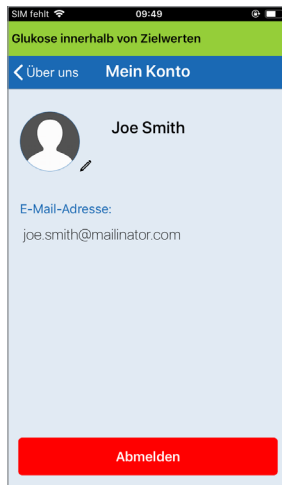 SIM fehlt 09:49
Glukose innerhalb von Zielwerten
Über uns Mein Konto
Joe Smith
E-Mail-Adresse:
joe.smith@mailinator.com
Abmelden